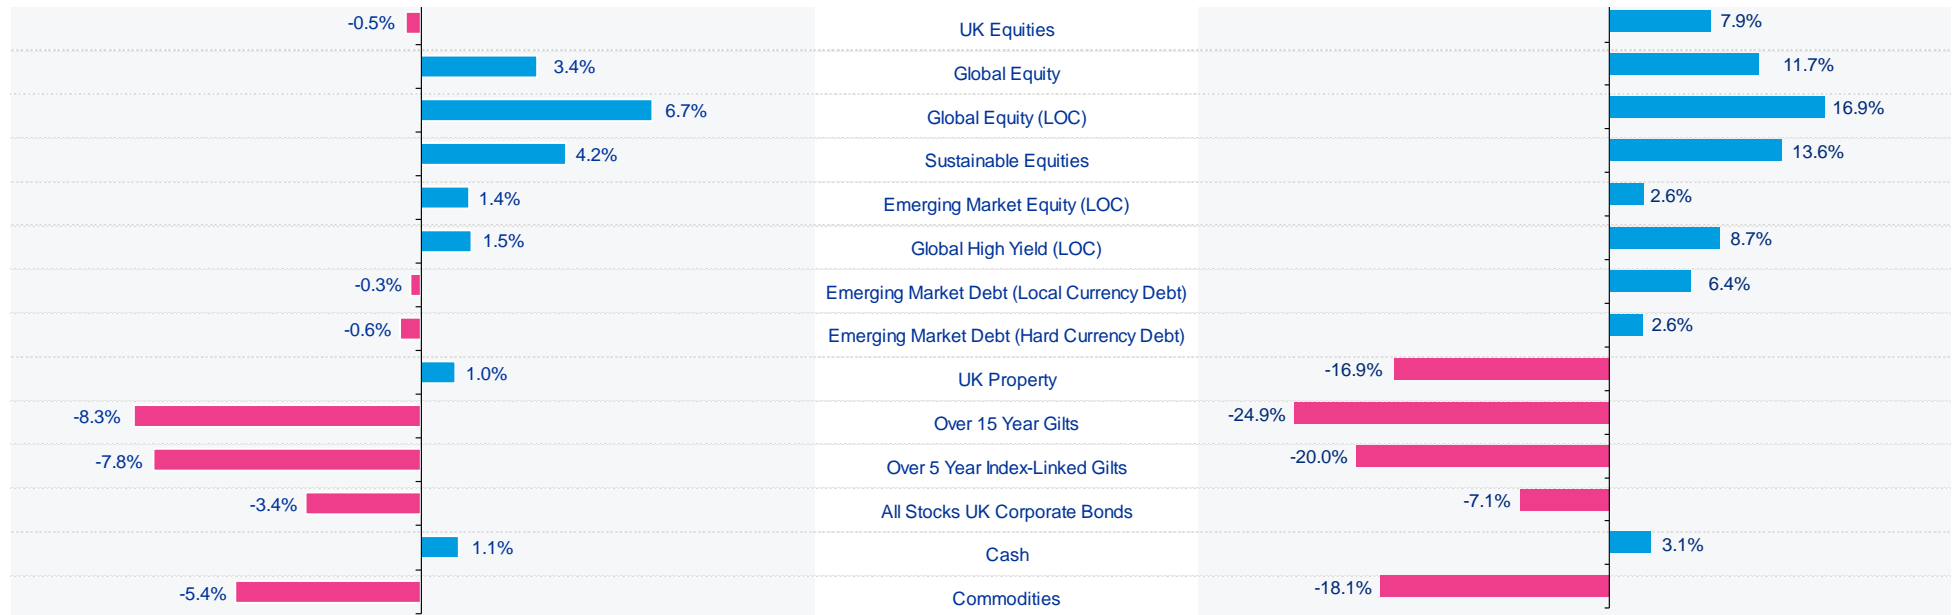 -0.5% UK Equities 7.9%
3.4% Global Equity 11.7%
6.7% Global Equity (LOC) 16.9%
4.2% Sustainable Equities 13.6%
1.4% Emerging Market Equity (LOC) 2.6%
1.5% Global High Yield (LOC) 8.7%
-0.3% Emerging Market Debt (Local Currency Debt) 6.4%
-0.6% Emerging Market Debt (Hard Currency Debt) 2.6%
1.0% UK Property -16.9%
-8.3% Over 15 Year Gilts -24.9%
-7.8% Over 5 Year Index-Linked Gilts -20.0%
-3.4% All Stocks UK Corporate Bonds -7.1%
1.1% Cash 3.1%
-5.4% Commodities -18.1%